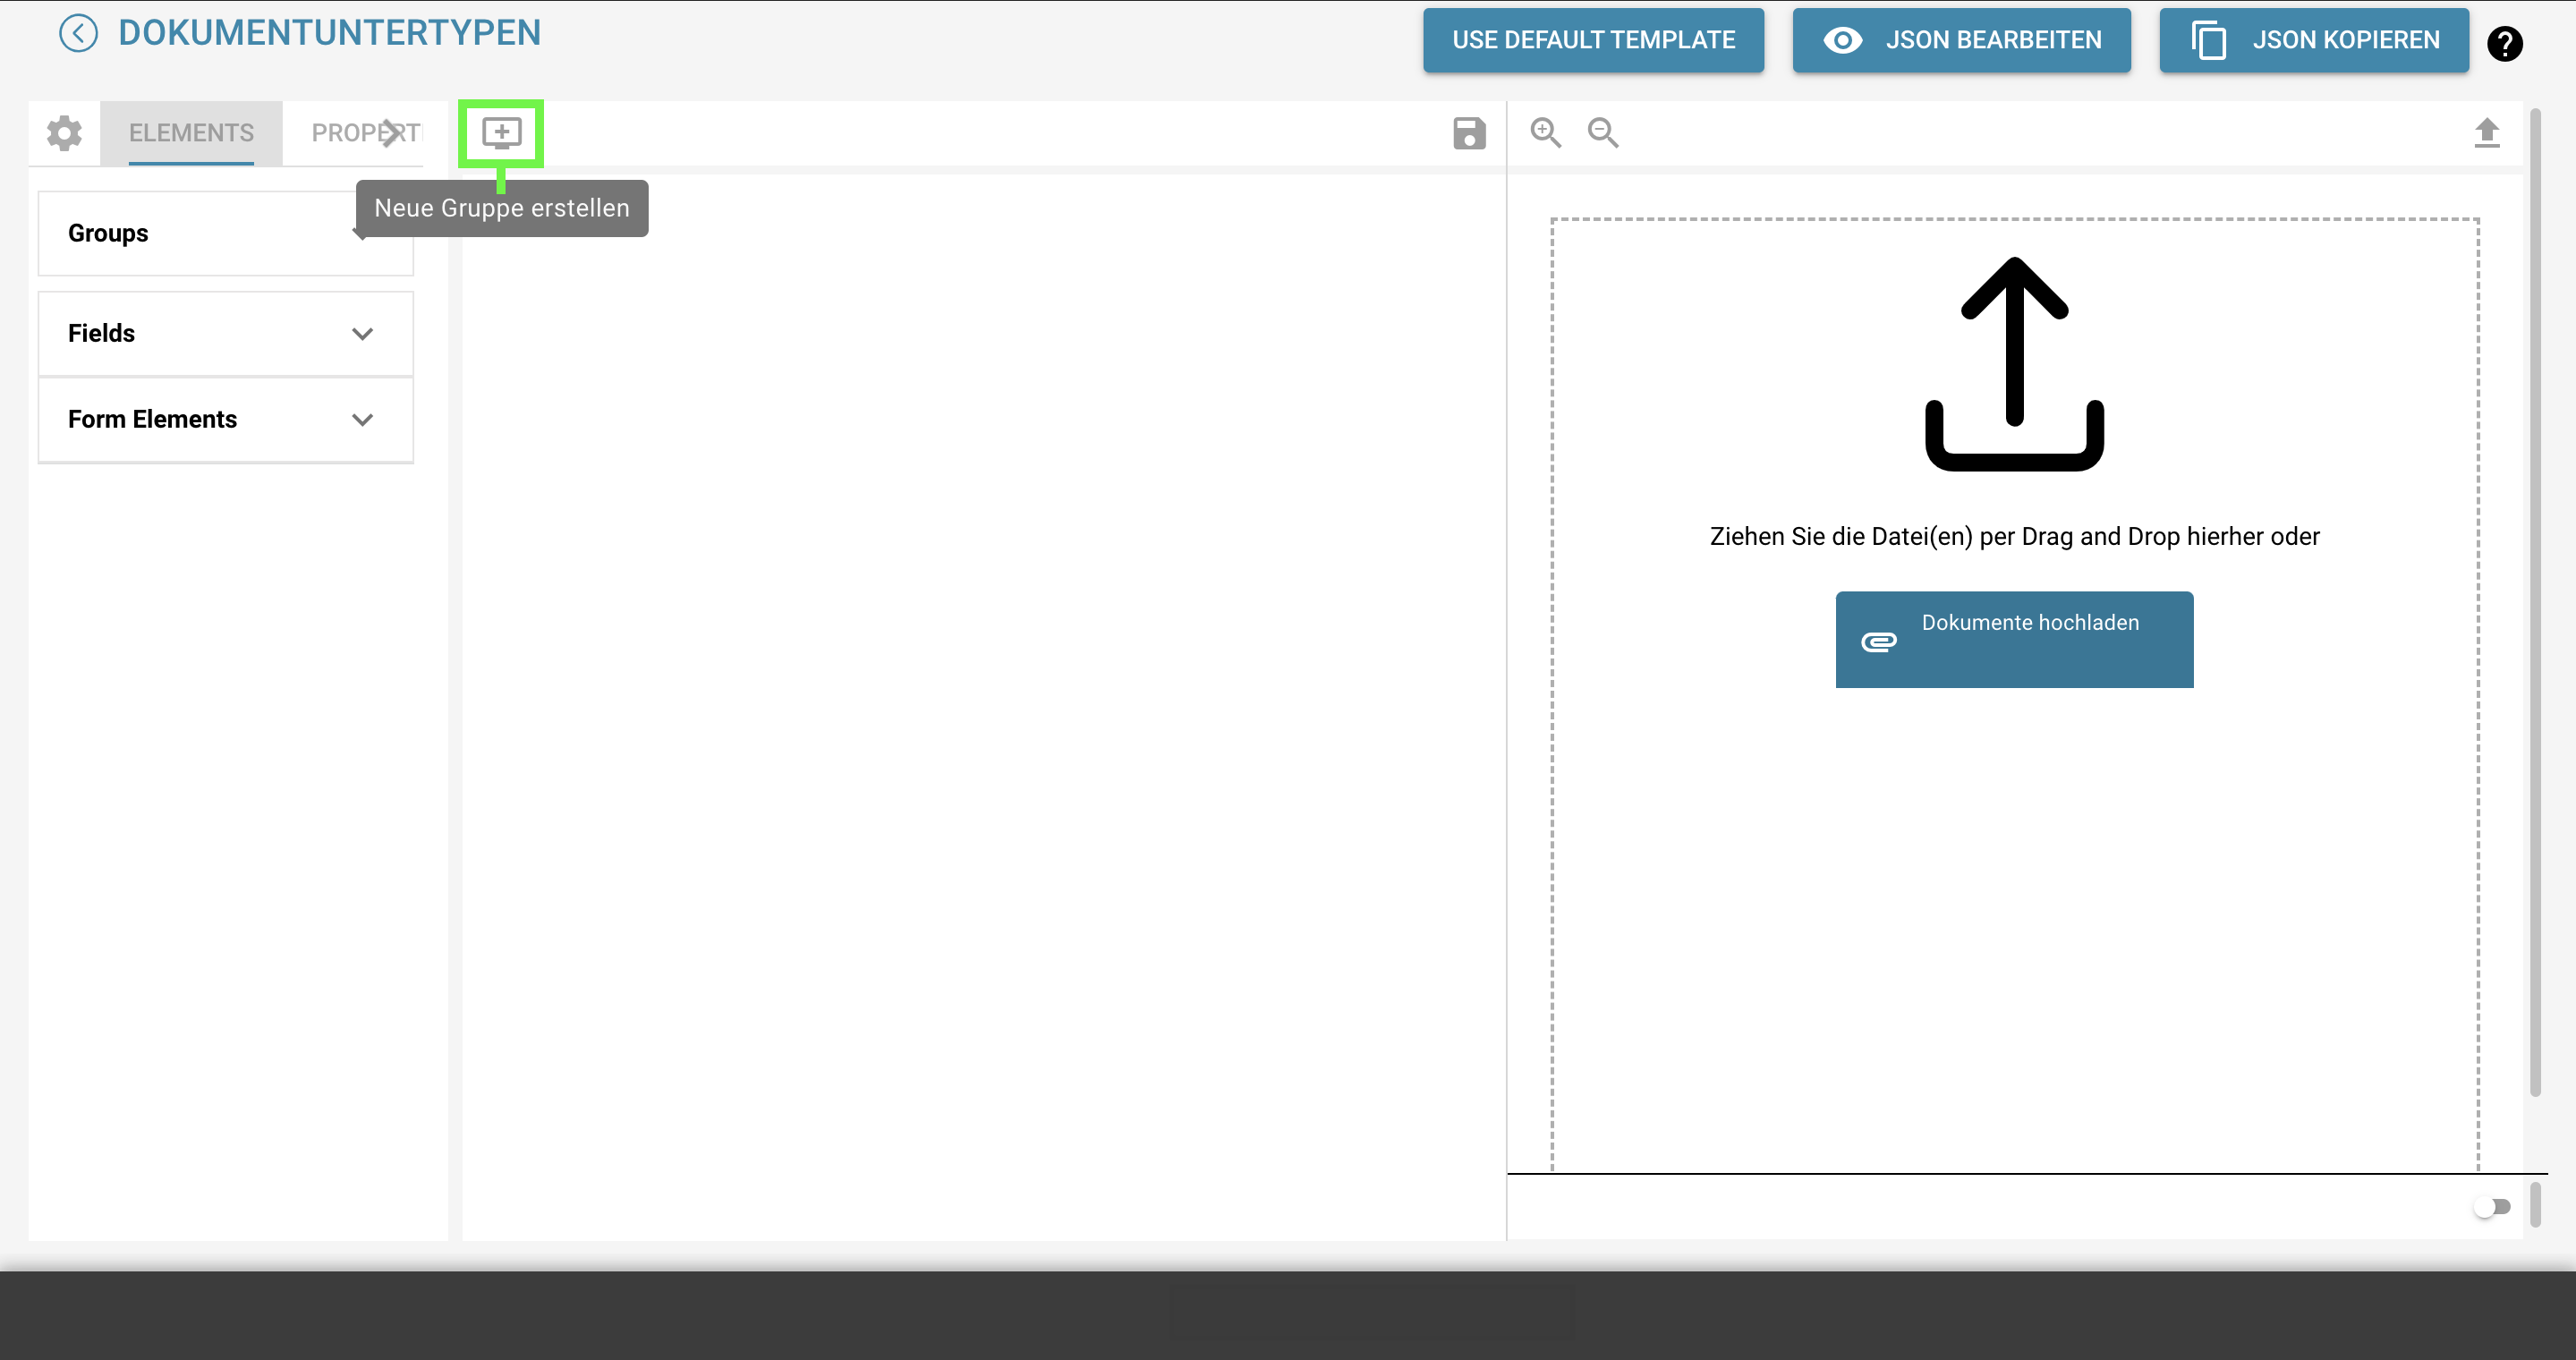 DOKUMENTUNTERTYPEN
USE DEFAULT TEMPLATE
JSON BEARBEITEN
JSON KOPIEREN
ELEMENTS
PROPERTI
Neue Gruppe erstellen
Groups
Fields
Form Elements
Ziehen Sie die Datei(en) per Drag and Drop hierher oder
Dokumente hochladen